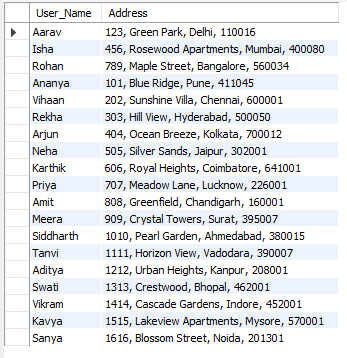 User_Name Address
Aarav 123, Green Park, Delhi, 110016
Isha 456, Rosewood Apartments, Mumbai, 400080
Rohan 789, Maple Street, Bangalore, 560034
Ananya 101, Blue Ridge, Pune, 411045
Vihaan 202, Sunshine Villa, Chennai, 600001
Rekha 303, Hill View, Hyderabad, 500050
Arjun 404, Ocean Breeze, Kolkata, 700012
Neha 505, Silver Sands, Jaipur, 302001
Karthik 606, Royal Heights, Coimbatore, 641001
Priya 707, Meadow Lane, Lucknow, 226001
Amit 808, Greenfield, Chandigarh, 160001
Meera 909, Crystal Towers, Surat, 395007
Siddharth 1010, Pearl Garden, Ahmedabad, 380015
Tanvi 1111, Horizon View, Vadodara, 390007
Aditya 1212, Urban Heights, Kanpur, 208001
Swati 1313, Crestwood, Bhopal, 462001
Vikram 1414, Cascade Gardens, Indore, 452001
Kavya 1515, Lakeview Apartments, Mysore, 570001
Sanya 1616, Blossom Street, Noida, 201301